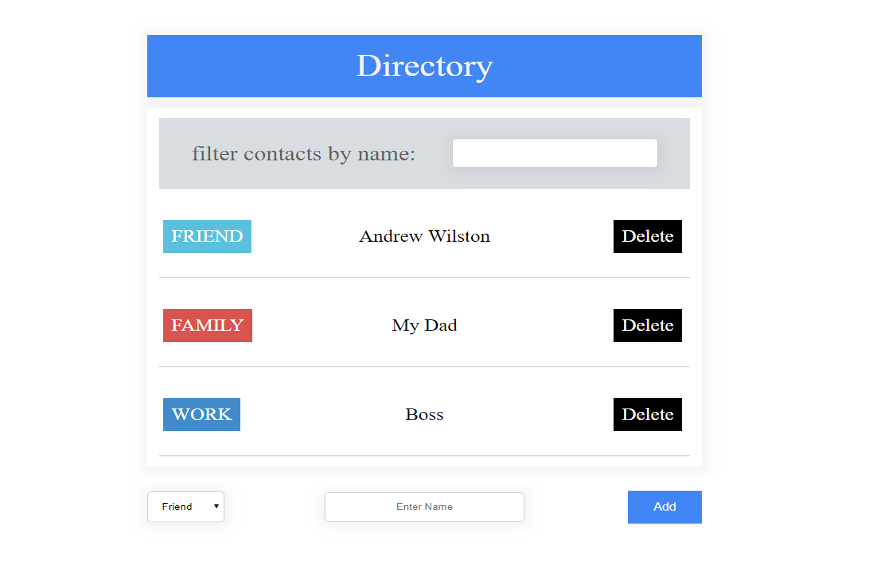 Directory
filter contacts by name:
FRIEND Andrew Wilston Delete
FAMILY My Dad Delete
WORK Boss Delete
Friend Enter Name Add